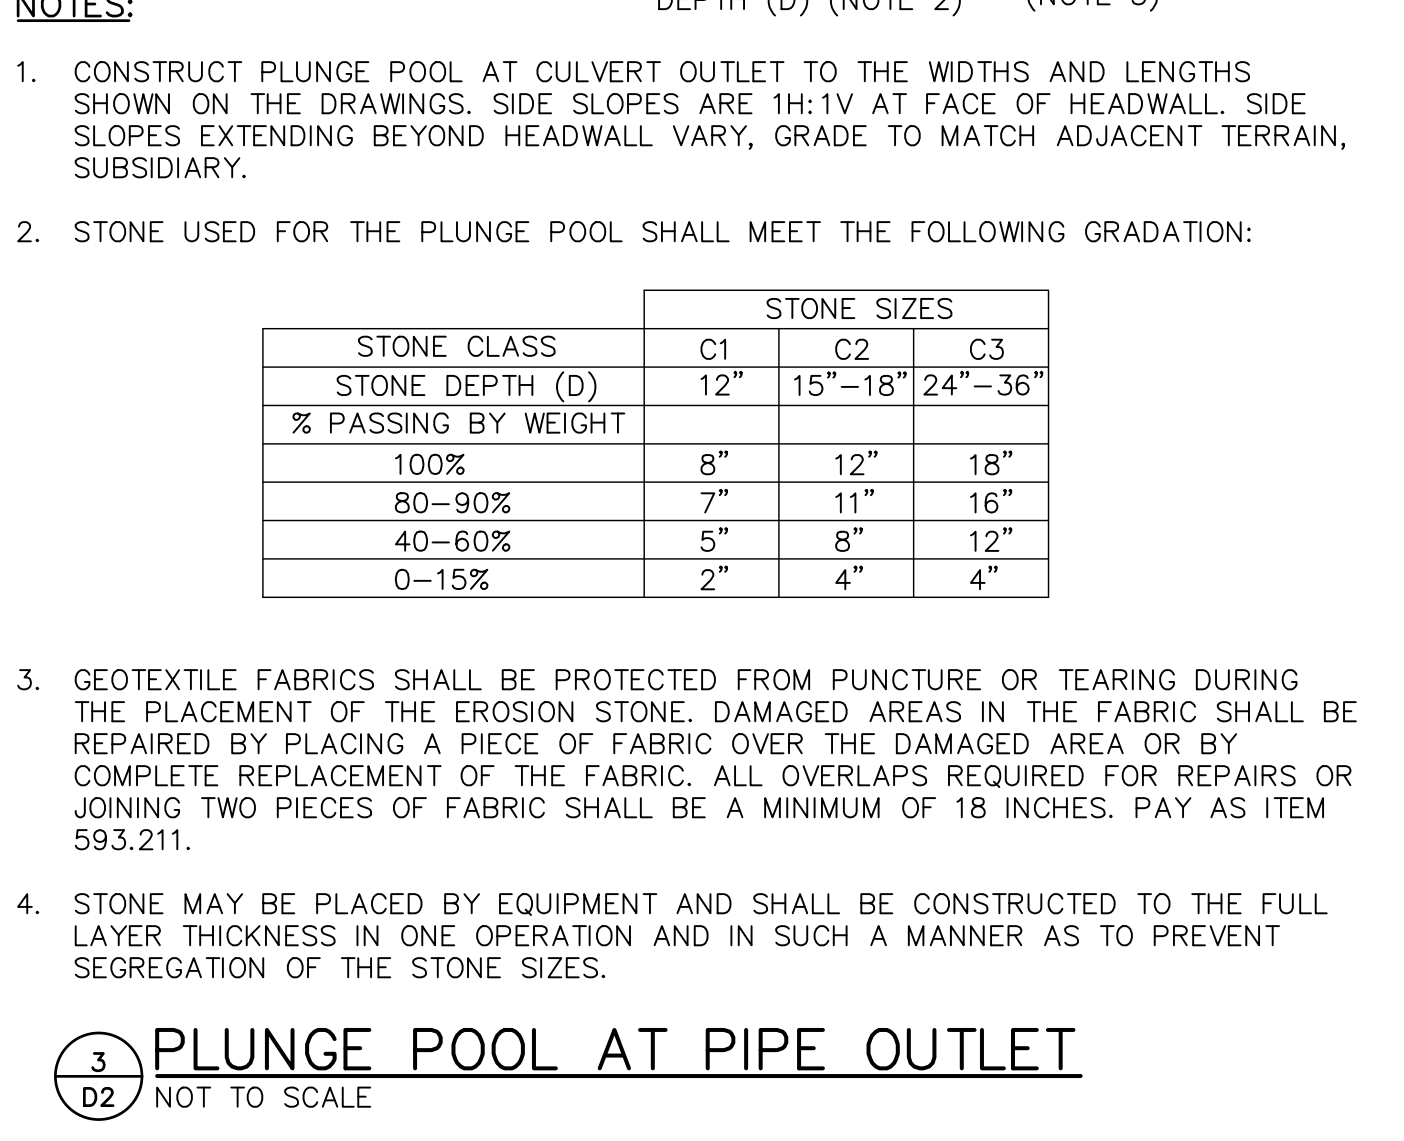 NOTES:
DEPTH (D) (NOTE 2) (NOTE 3)
1. CONSTRUCT PLUNGE POOL AT CULVERT OUTLET TO THE WIDTHS AND LENGTHS
SHOWN ON THE DRAWINGS. SIDE SLOPES ARE 1H:1V AT FACE OF HEADWALL. SIDE
SLOPES EXTENDING BEYOND HEADWALL VARY, GRADE TO MATCH ADJACENT TERRAIN,
SUBSIDIARY.
2. STONE USED FOR THE PLUNGE POOL SHALL MEET THE FOLLOWING GRADATION:
STONE SIZES
STONE CLASS C1 C2 C3
STONE DEPTH (D) 12" 15"-18" 24"-36"
% PASSING BY WEIGHT
100% 8" 12" 18"
80-90% 7" 11" 16"
40-60% 5" 8" 12"
0-15% 2" 4" 4"
3. GEOTEXTILE FABRICS SHALL BE PROTECTED FROM PUNCTURE OR TEARING DURING
THE PLACEMENT OF THE EROSION STONE. DAMAGED AREAS IN THE FABRIC SHALL BE
REPAIRED BY PLACING A PIECE OF FABRIC OVER THE DAMAGED AREA OR BY
COMPLETE REPLACEMENT OF THE FABRIC. ALL OVERLAPS REQUIRED FOR REPAIRS OR
JOINING TWO PIECES OF FABRIC SHALL BE A MINIMUM OF 18 INCHES. PAY AS ITEM
593.211.
4. STONE MAY BE PLACED BY EQUIPMENT AND SHALL BE CONSTRUCTED TO THE FULL
LAYER THICKNESS IN ONE OPERATION AND IN SUCH A MANNER AS TO PREVENT
SEGREGATION OF THE STONE SIZES.
3 PLUNGE POOL AT PIPE OUTLET
D2 NOT TO SCALE